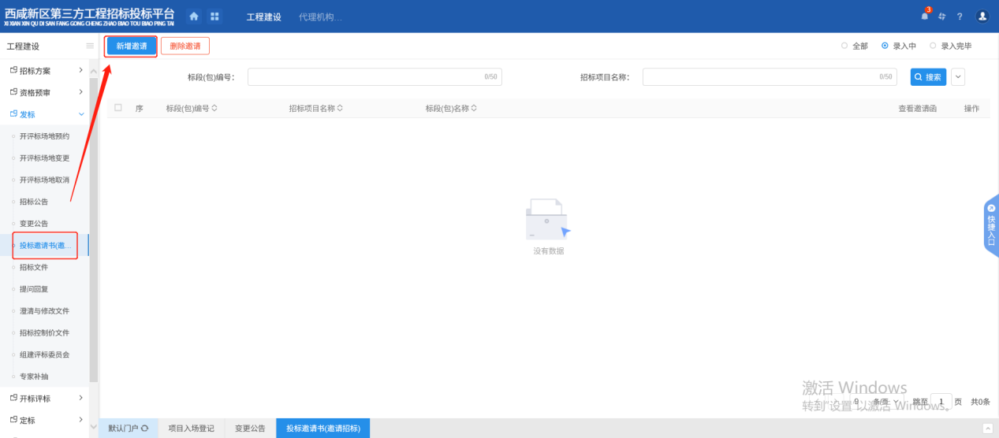 西咸新区第三方工程招标投标平台
XI XIAN XIN QU DI SAN FANG GONG CHENG ZHAO BIAO TOU BIAO PING TAI
工程建设
代理机构...
3
?
工程建设
新增邀请
删除邀请
全部
录入中
录入完毕
招标方案
资格预审
发标
开评标场地预约
开评标场地变更
开评标场地取消
招标公告
变更公告
投标邀请书(邀...
招标文件
提问回复
澄清与修改文件
招标控制价文件
组建评标委员会
专家补抽
开标评标
定标
标段(包)编号：
0/50
招标项目名称：
0/50
搜索
序
标段(包)编号
招标项目名称
标段(包)名称
查看邀请函
操作
没有数据
快捷入口
激活 Windows
转到"设置"以激活 Windows。
9
条/页
跳至
1
页
共0条
默认门户
项目入场登记
变更公告
投标邀请书(邀请招标)